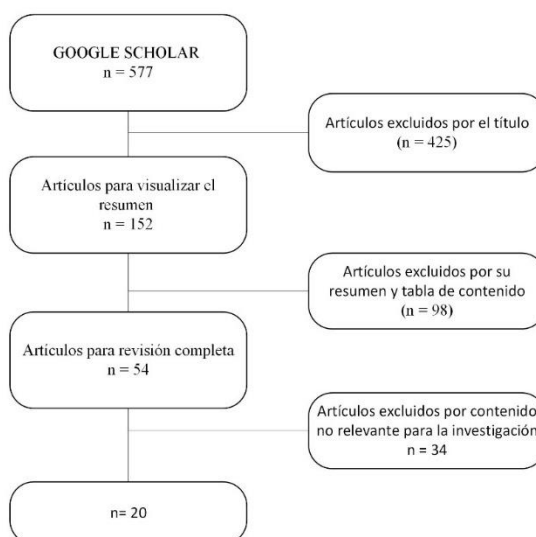 GOOGLE SCHOLAR
n = 577
Artículos excluidos por el título
(n = 425)
Artículos para visualizar el
resumen
n = 152
Artículos excluidos por su
resumen y tabla de contenido
(n = 98)
Artículos para revisión completa
n = 54
Artículos excluidos por contenido
no relevante para la investigación
n = 34
n= 20